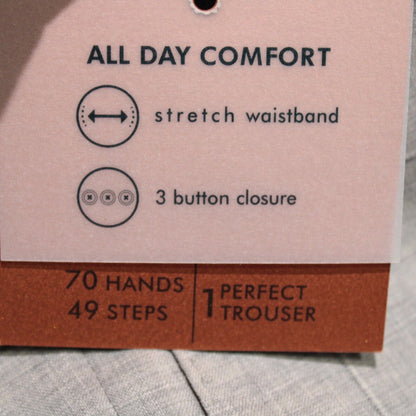 ALL DAY COMFORT
stretch waistband
3 button closure
70 HANDS
49 STEPS
1 PERFECT
TROUSER